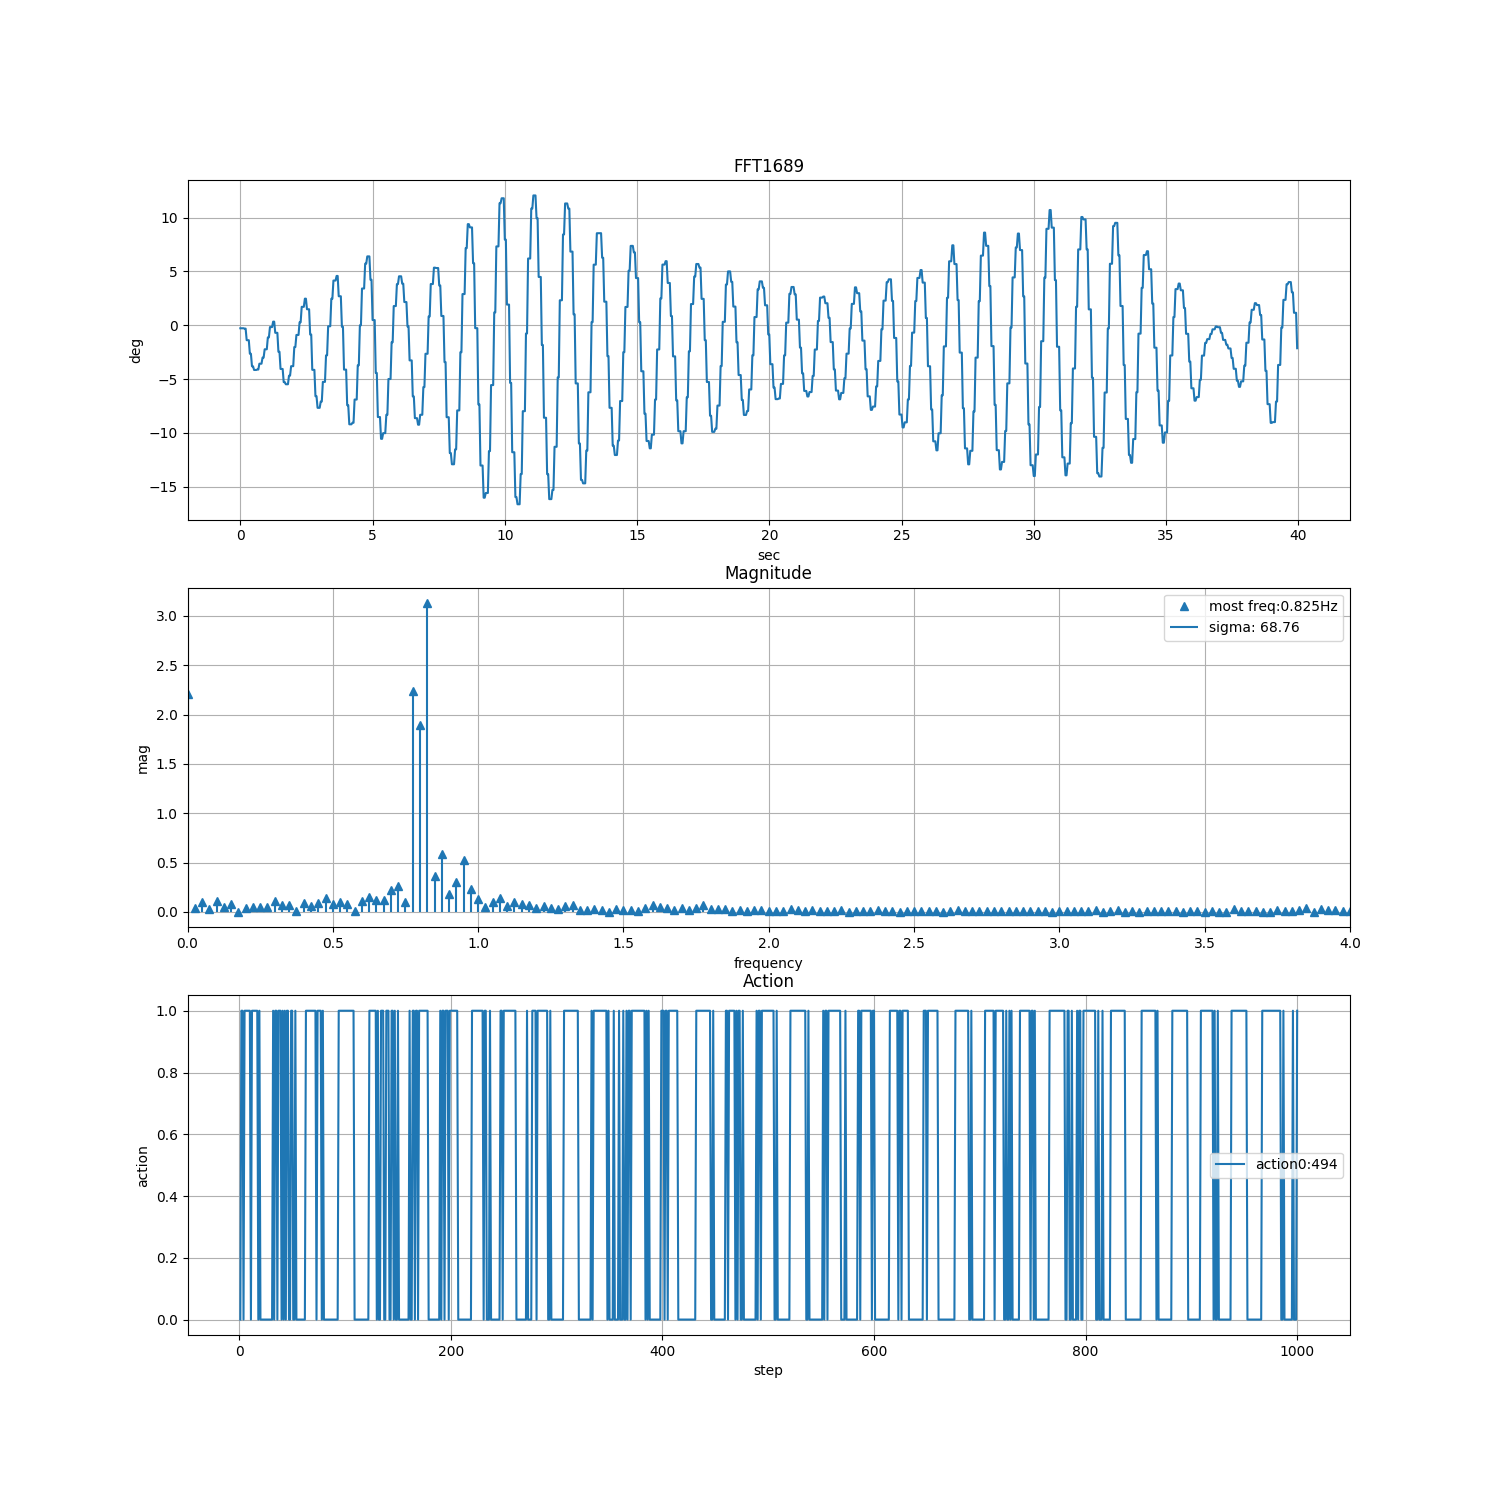 FFT1689
10
5
0
−5
−10
−15
deg
0 5 10 15 20 25 30 35 40
sec
Magnitude
most freq:0.825Hz
sigma: 68.76
3.0
2.5
2.0
1.5
1.0
0.5
0.0
mag
0.0 0.5 1.0 1.5 2.0 2.5 3.0 3.5 4.0
frequency
Action
1.0
0.8
0.6
0.4
0.2
0.0
action
action0:494
0 200 400 600 800 1000
step